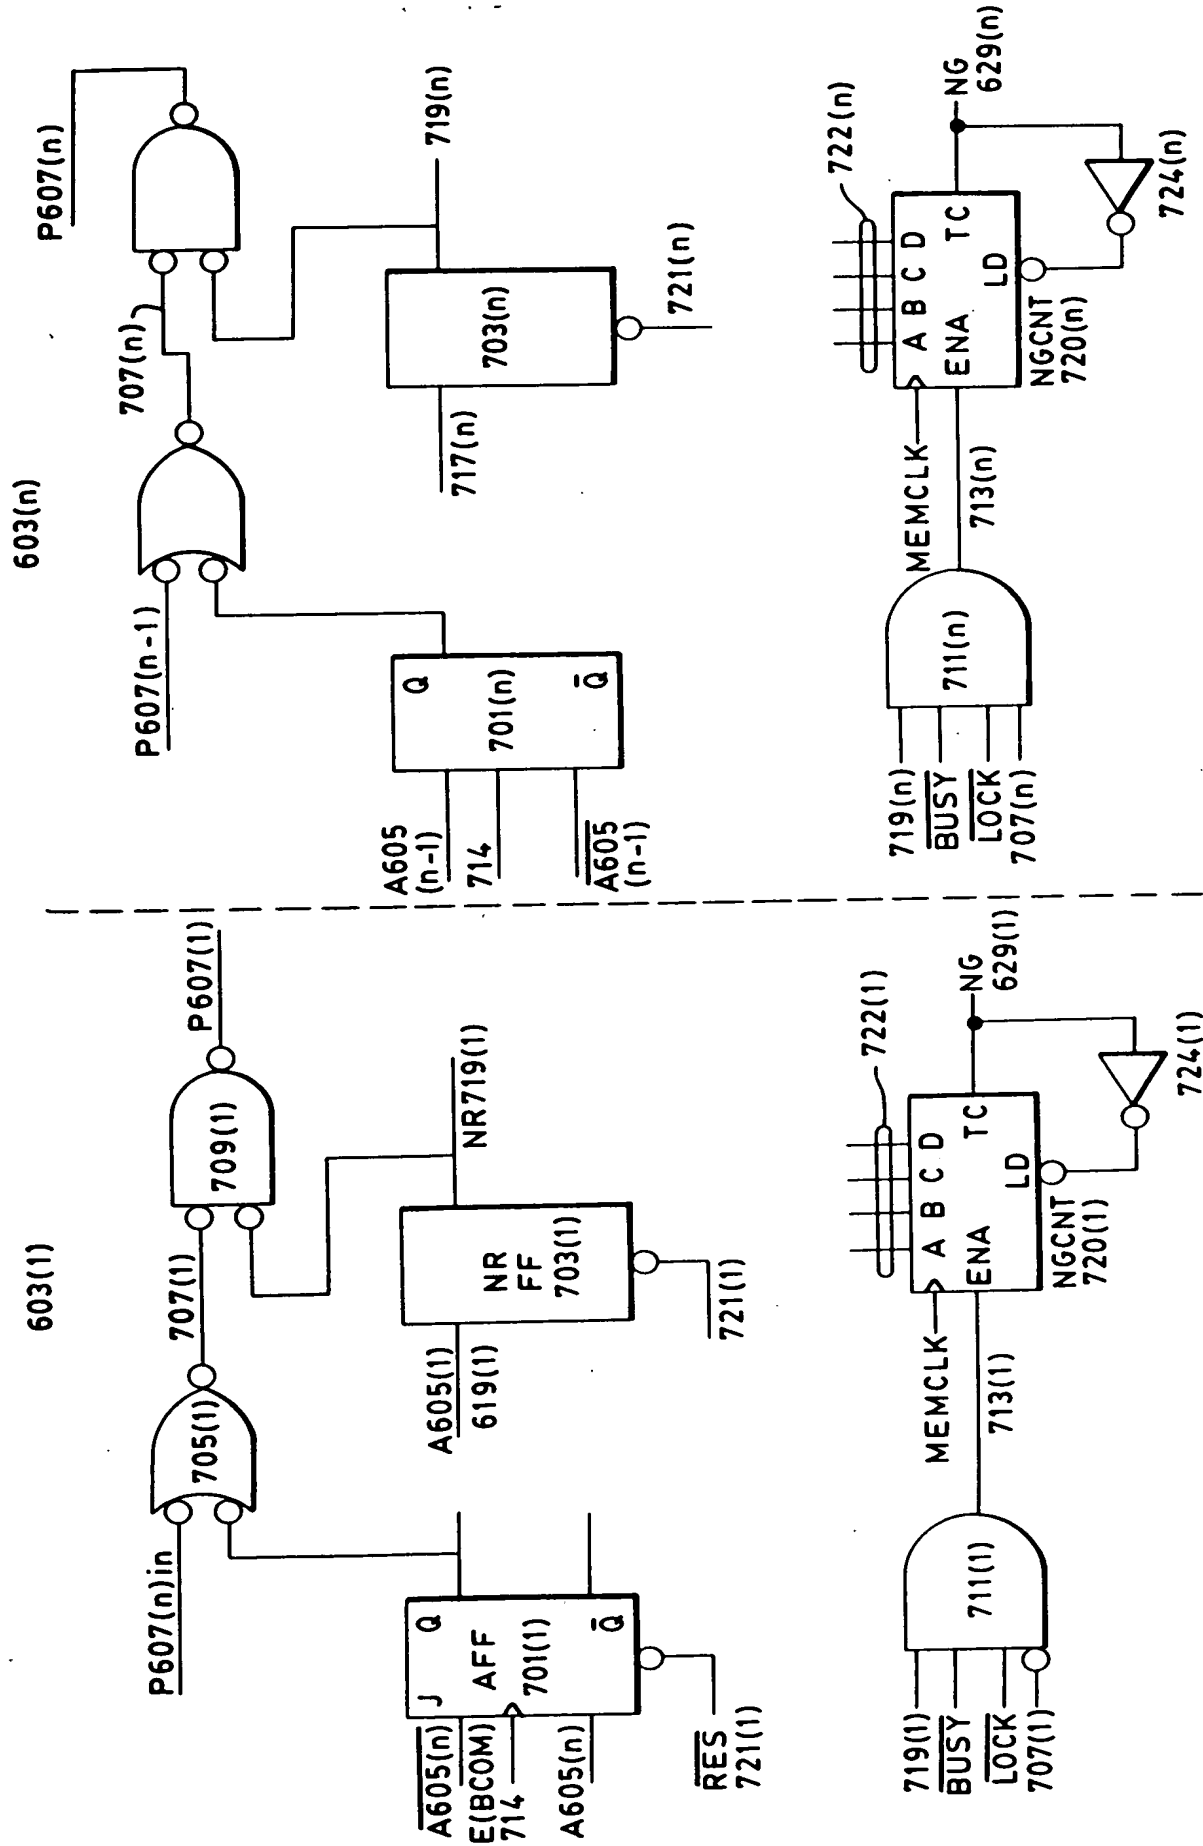 603(1)
P607(n)in
705(1)
707(1)
709(1)
P607(1)
A605(n)
E(BCOM)
714
A605(n)
J
Q
AFF
701(1)
Q
RES
721(1)
A605(1)
619(1)
NR
FF
703(1)
NR719(1)
721(1)
719(1)
BUSY
LOCK
707(1)
711(1)
713(1)
MEMCLK
722(1)
A B C D
ENA
TC
LD
NGCNT
720(1)
NG
629(1)
724(1)
603(n)
P607(n-1)
707(n)
P607(n)
A605
(n-1)
714
A605
(n-1)
Q
701(n)
Q
717(n)
703(n)
719(n)
721(n)
719(n)
BUSY
LOCK
707(n)
711(n)
713(n)
MEMCLK
722(n)
A B C D
ENA
TC
LD
NGCNT
720(n)
NG
629(n)
724(n)